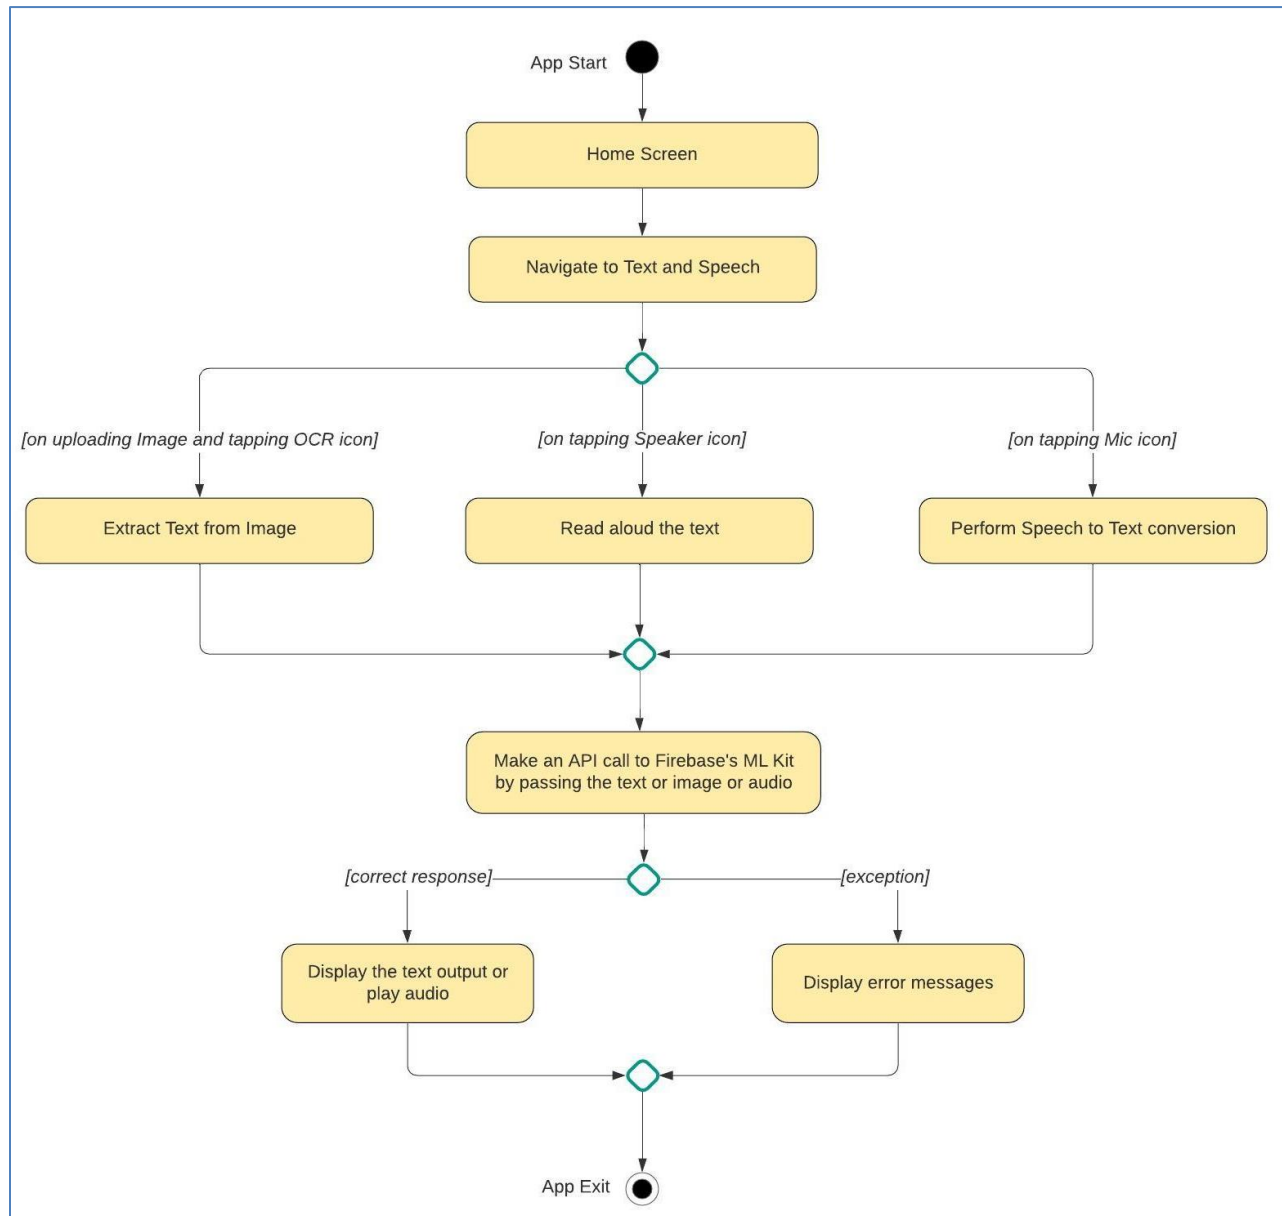 App Start
Home Screen
Navigate to Text and Speech
[on uploading Image and tapping OCR icon]
[on tapping Speaker icon]
[on tapping Mic icon]
Extract Text from Image
Read aloud the text
Perform Speech to Text conversion
Make an API call to Firebase's ML Kit
by passing the text or image or audio
[correct response]
[exception]
Display the text output or
play audio
Display error messages
App Exit